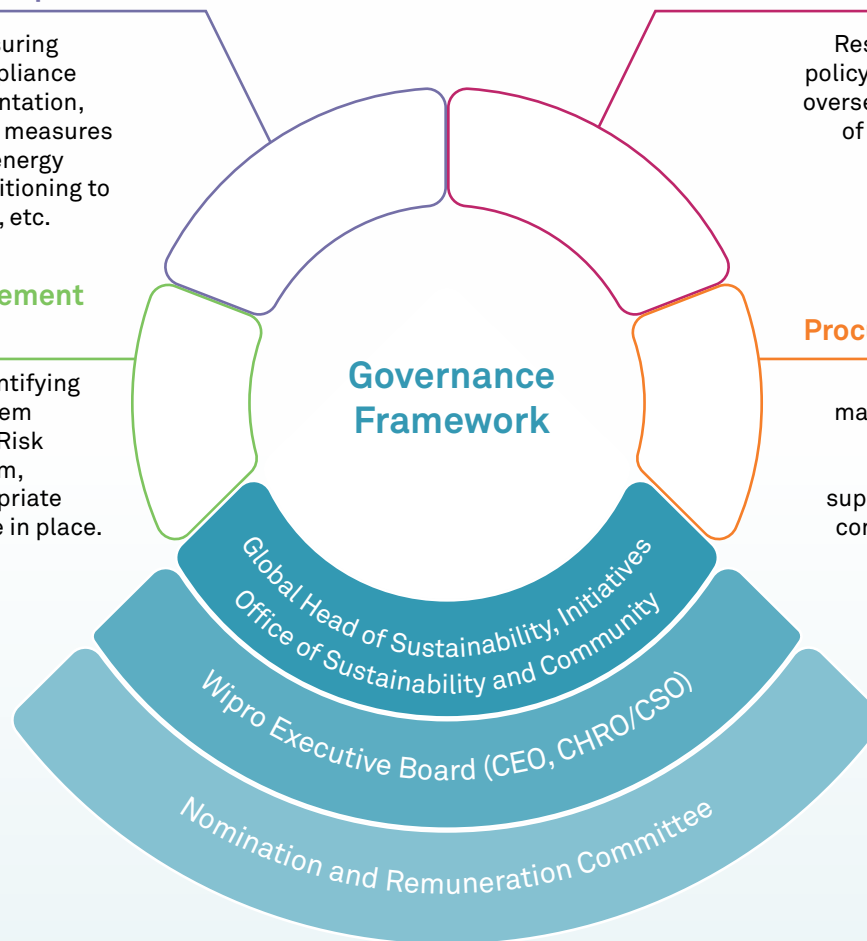 suring
pliance
ntation,
measures
energy
itioning to
, etc.
Res
policy
overse
of
ement
ntifying
em
Risk
m,
priate
e in place.
Governance
Framework
Proc
ma
sup
con
Global Head of Sustainability, Initiatives
Office of Sustainability and Community
Wipro Executive Board (CEO, CHRO/CSO)
Nomination and Remuneration Committee